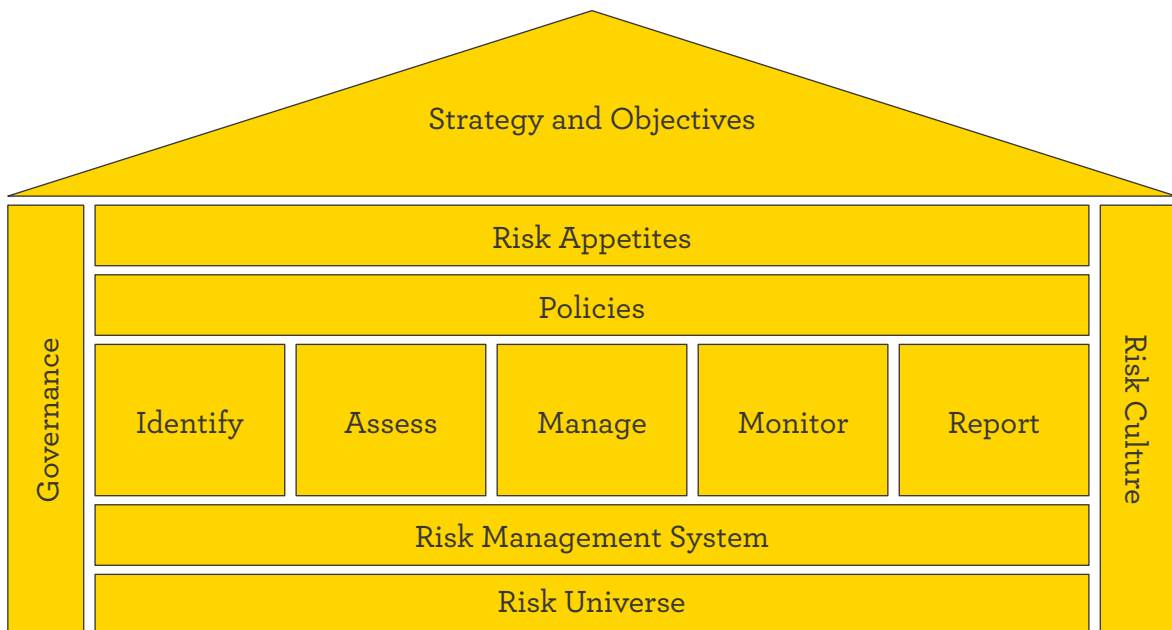 Strategy and Objectives
Risk Appetites
Policies
Governance
Identify
Assess
Manage
Monitor
Report
Risk Culture
Risk Management System
Risk Universe